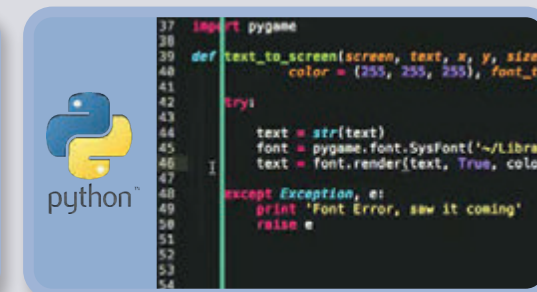 python™
37 import pygame
38
39 def text_to_screen(screen, text, x, y, size
40 color = (255, 255, 255), font_t
41
42 try:
43
44 text = str(text)
45 font = pygame.font.SysFont('~/Libra
46 text = font.render(text, True, colo
47
48 except Exception, e:
49 print 'Font Error, saw it coming'
50 raise e
51
52
53
54